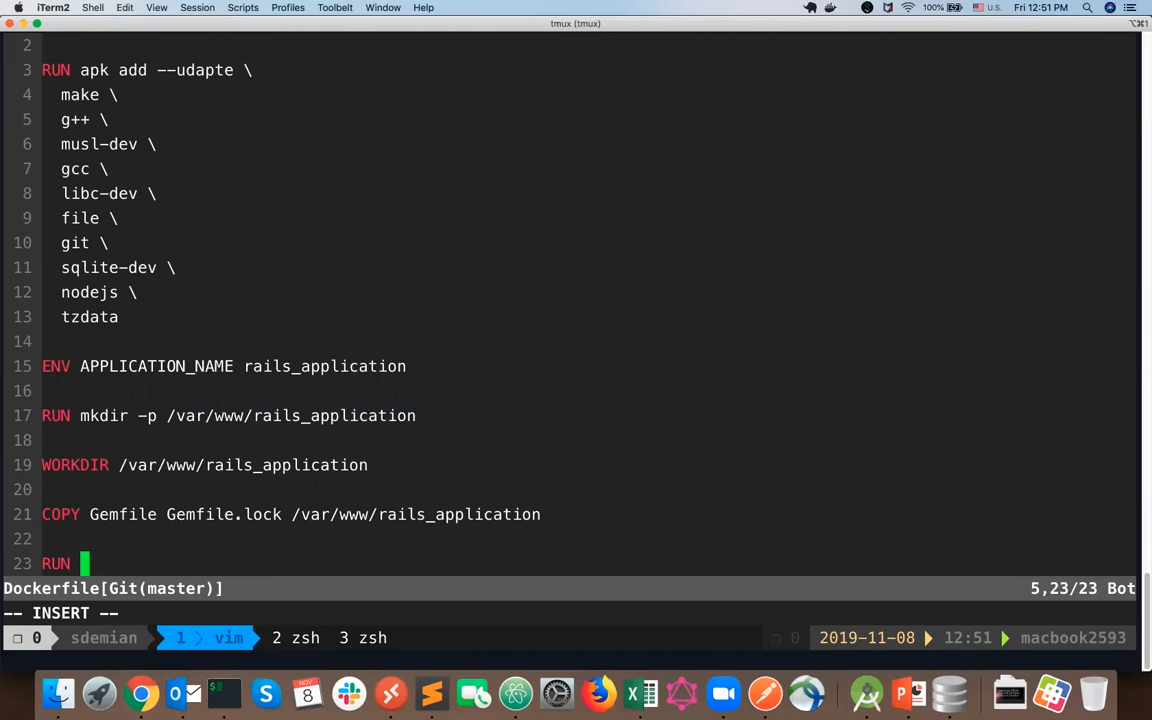 iTerm2 Shell Edit View Session Scripts Profiles Toolbelt Window Help 100% U.S. Fri 12:51 PM
tmux (tmux) ⌥⌘1
2
3 RUN apk add --udapte \
4 make \
5 g++ \
6 musl-dev \
7 gcc \
8 libc-dev \
9 file \
10 git \
11 sqlite-dev \
12 nodejs \
13 tzdata
14
15 ENV APPLICATION_NAME rails_application
16
17 RUN mkdir -p /var/www/rails_application
18
19 WORKDIR /var/www/rails_application
20
21 COPY Gemfile Gemfile.lock /var/www/rails_application
22
23 RUN
Dockerfile[Git(master)] 5,23/23 Bot
-- INSERT --
0 sdemian 1 vim 2 zsh 3 zsh 0 2019-11-08 12:51 macbook2593